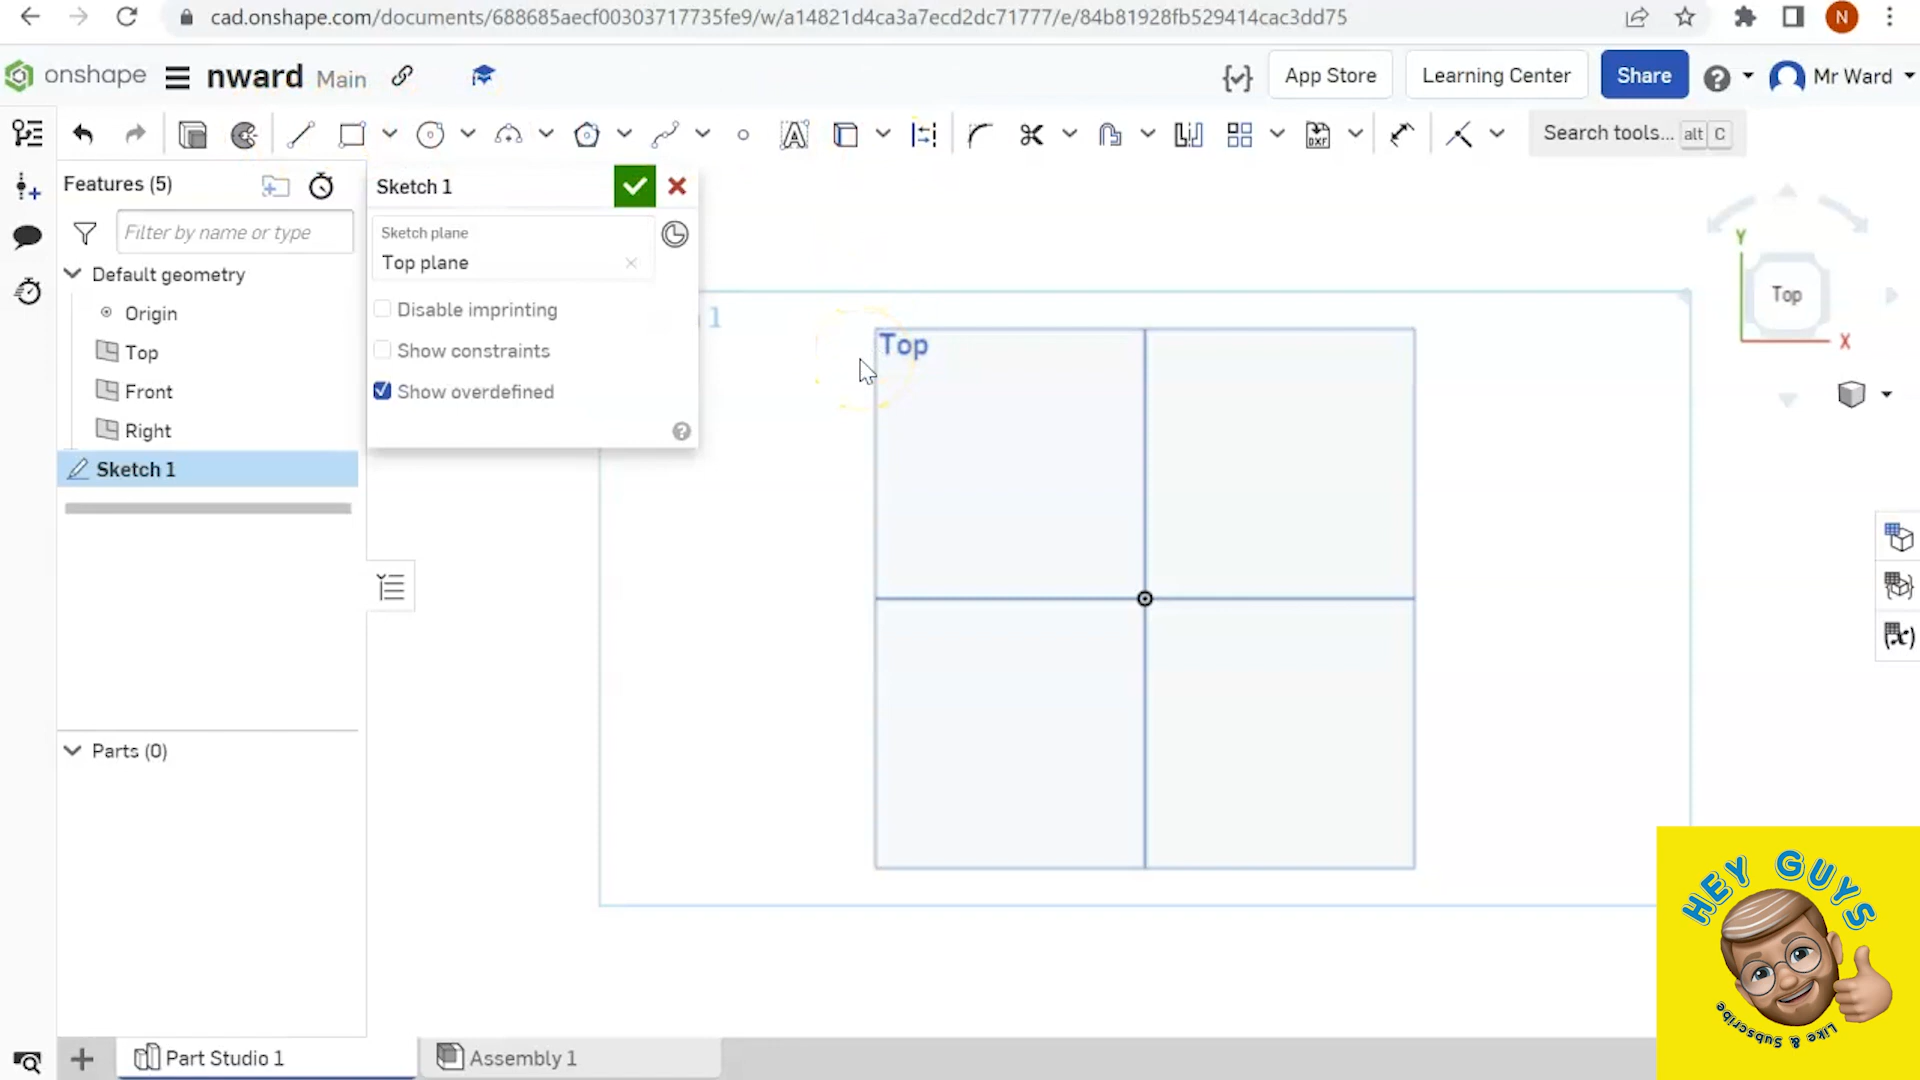 cad.onshape.com/documents/688685aecf00303717735fe9/w/a14821d4ca3a7ecd2dc71777/e/84b81928fb529414cac3dd75
N
onshape nward Main App Store Learning Center Share Mr Ward
DXF Search tools... alt C
Features (5)
Filter by name or type
Default geometry
Origin
Top
Front
Right
Sketch 1
Parts (0)
Sketch 1
Sketch plane
Top plane
Disable imprinting
Show constraints
Show overdefined
1
Top
Y
Top
X
Part Studio 1
Assembly 1
HEY GUYS
Like & Subscribe